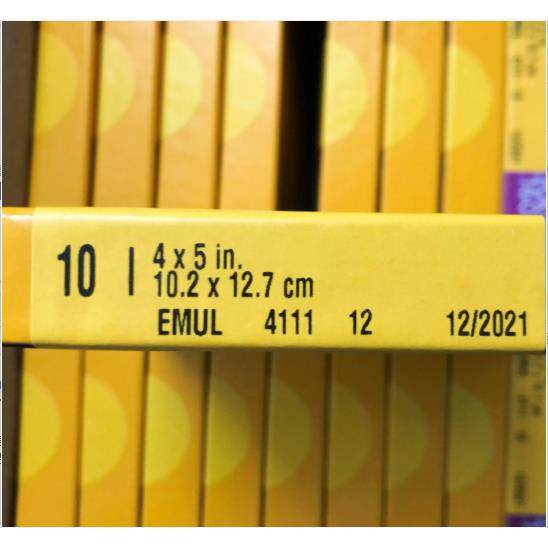 10 | 4 x 5 in.
10.2 x 12.7 cm
EMUL 4111 12 12/2021